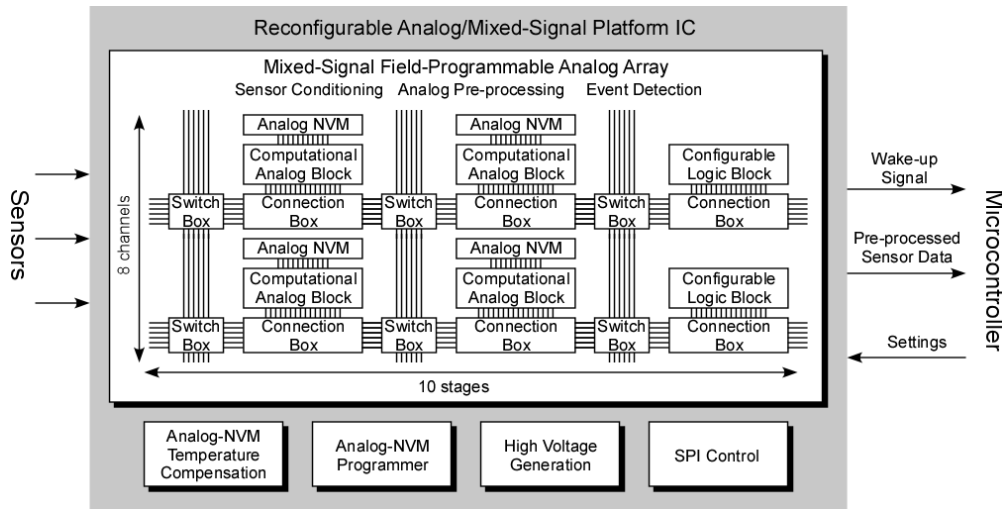 Reconfigurable Analog/Mixed-Signal Platform IC
Mixed-Signal Field-Programmable Analog Array
Sensor Conditioning Analog Pre-processing Event Detection
Analog NVM
Analog NVM
Computational
Analog Block
Computational
Analog Block
Configurable
Logic Block
Switch
Box
Connection
Box
Switch
Box
Connection
Box
Switch
Box
Connection
Box
Analog NVM
Analog NVM
Computational
Analog Block
Computational
Analog Block
Configurable
Logic Block
Switch
Box
Connection
Box
Switch
Box
Connection
Box
Switch
Box
Connection
Box
8 channels
10 stages
Sensors
Wake-up
Signal
Pre-processed
Sensor Data
Settings
Microcontroller
Analog-NVM
Temperature
Compensation
Analog-NVM
Programmer
High Voltage
Generation
SPI Control